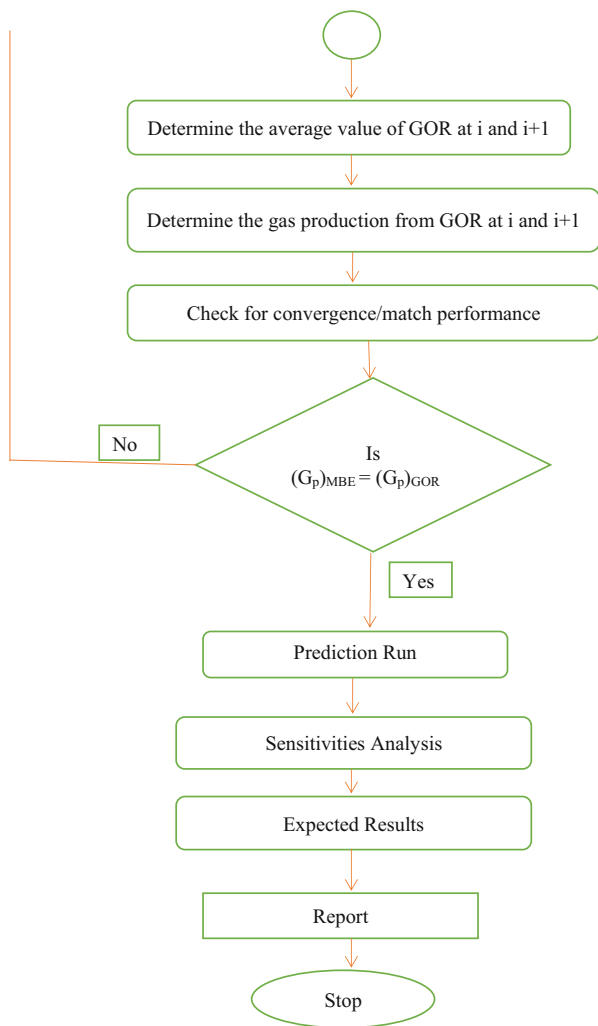 Determine the average value of GOR at i and i+1
Determine the gas production from GOR at i and i+1
Check for convergence/match performance
Is
(Gp)MBE = (Gp)GOR
No
Yes
Prediction Run
Sensitivities Analysis
Expected Results
Report
Stop